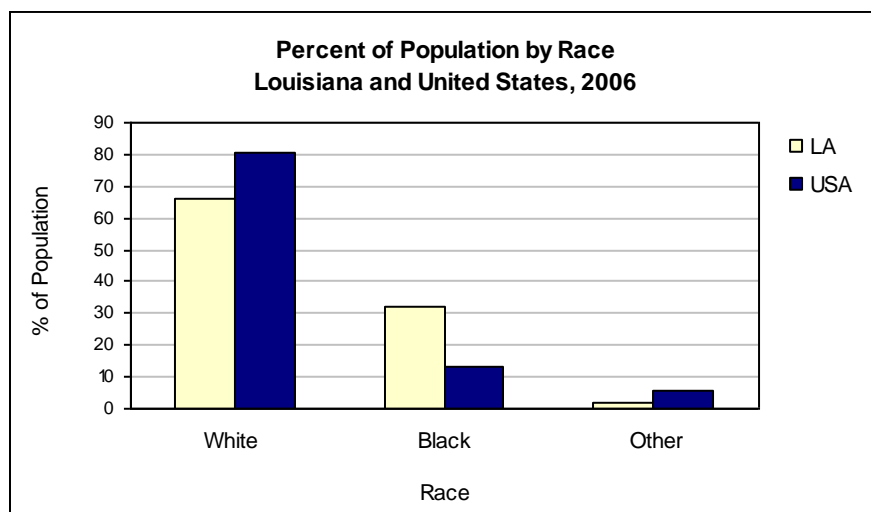 Percent of Population by Race
Louisiana and United States, 2006
% of Population
90
80
70
60
50
40
30
20
10
0
White
Black
Other
Race
LA
USA